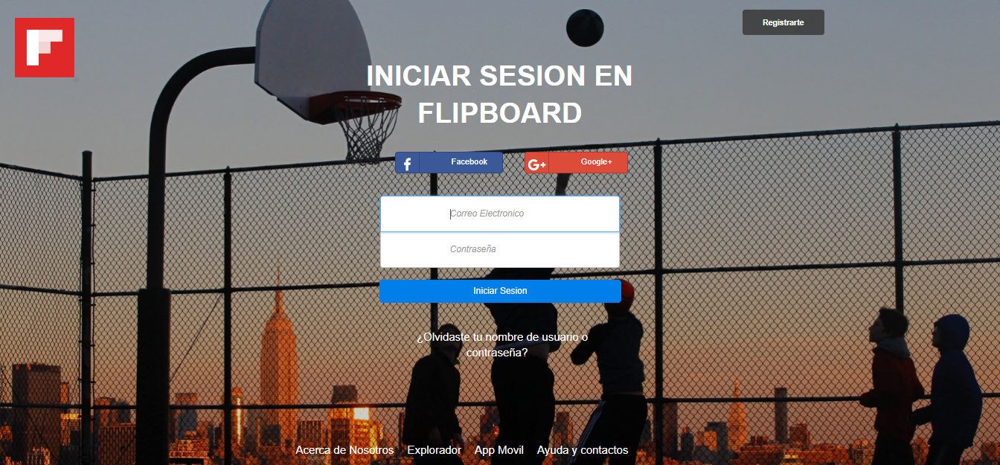 Registrarte
INICIAR SESION EN
FLIPBOARD
Facebook
G+ Google+
Correo Electronico
Contraseña
Iniciar Sesion
¿Olvidaste tu nombre de usuario o
contraseña?
Acerca de Nosotros Explorador App Movil Ayuda y contactos